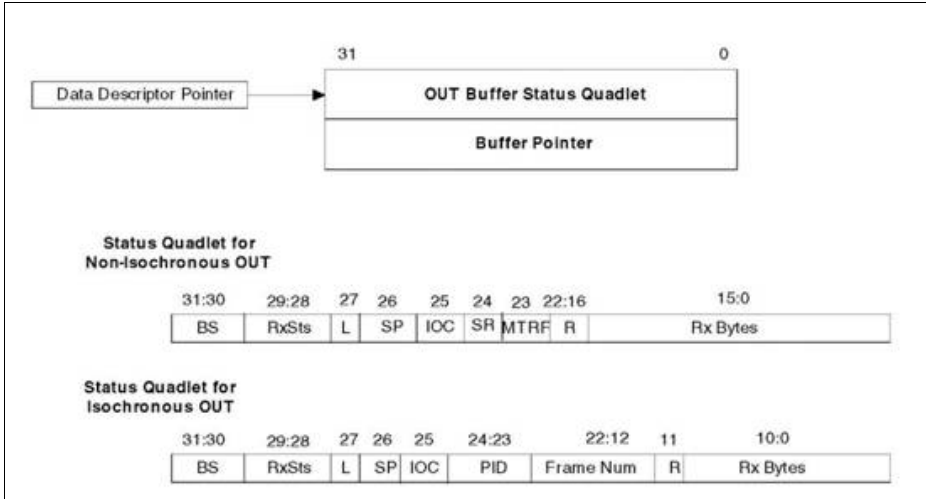 31 0
Data Descriptor Pointer
OUT Buffer Status Quadlet
Buffer Pointer
Status Quadlet for
Non-Isochronous OUT
31:30 29:28 27 26 25 24 23 22:16 15:0
BS RxSts L SP IOC SR MTRF R Rx Bytes
Status Quadlet for
Isochronous OUT
31:30 29:28 27 26 25 24:23 22:12 11 10:0
BS RxSts L SP IOC PID Frame Num R Rx Bytes